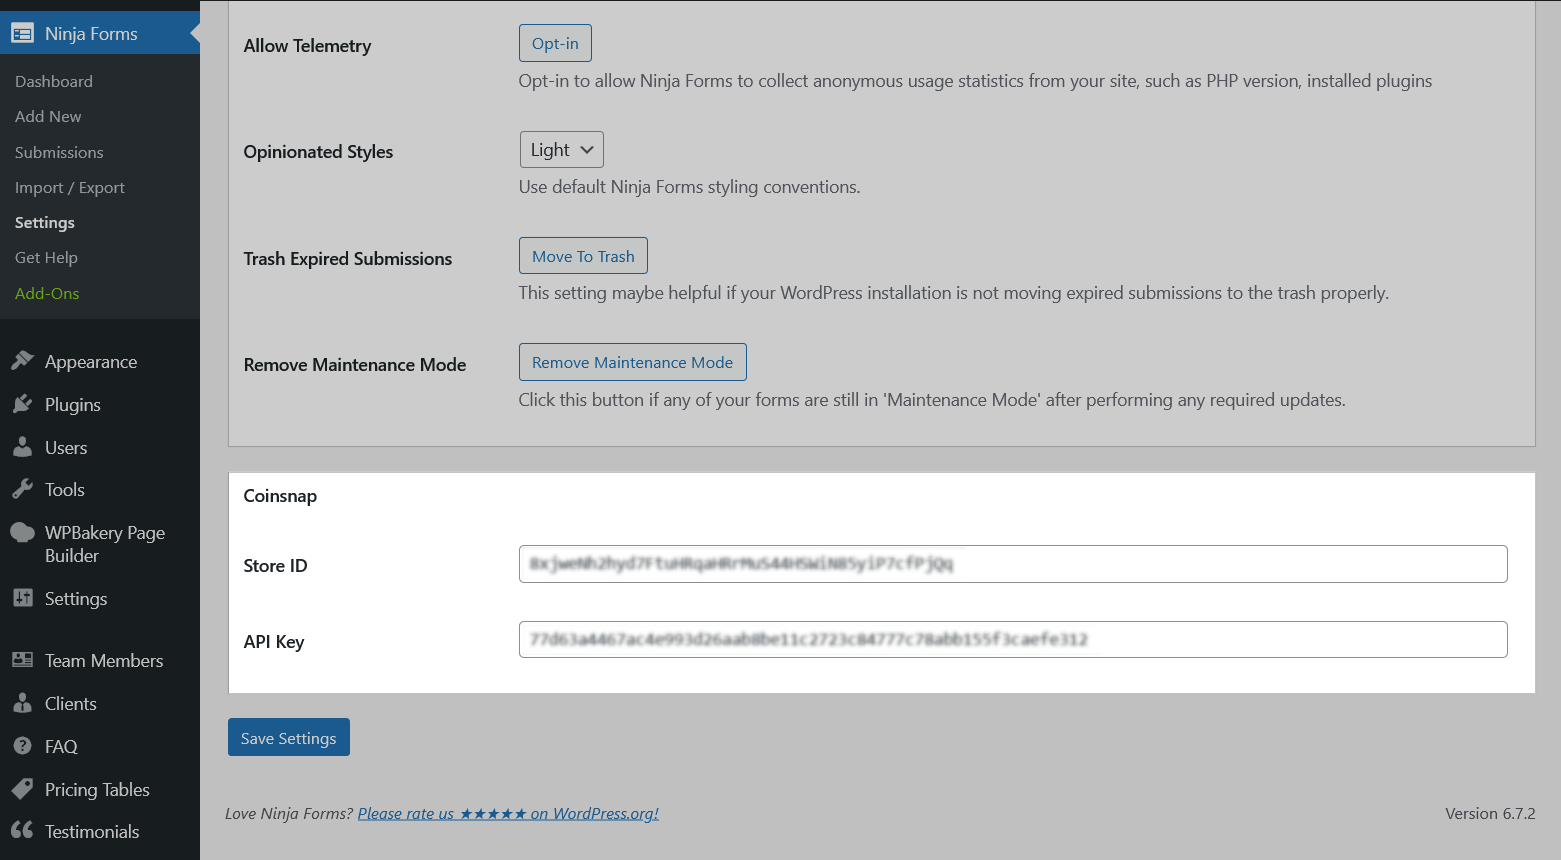 Ninja Forms
Dashboard
Add New
Submissions
Import / Export
Settings
Get Help
Add-Ons
Appearance
Plugins
Users
Tools
WPBakery Page
Builder
Settings
Team Members
Clients
FAQ
Pricing Tables
Testimonials
Allow Telemetry
Opt-in
Opt-in to allow Ninja Forms to collect anonymous usage statistics from your site, such as PHP version, installed plugins
Opinionated Styles
Light
Use default Ninja Forms styling conventions.
Trash Expired Submissions
Move To Trash
This setting maybe helpful if your WordPress installation is not moving expired submissions to the trash properly.
Remove Maintenance Mode
Remove Maintenance Mode
Click this button if any of your forms are still in 'Maintenance Mode' after performing any required updates.
Coinsnap
Store ID
API Key
Save Settings
Love Ninja Forms? Please rate us ★★★★★ on WordPress.org!
Version 6.7.2